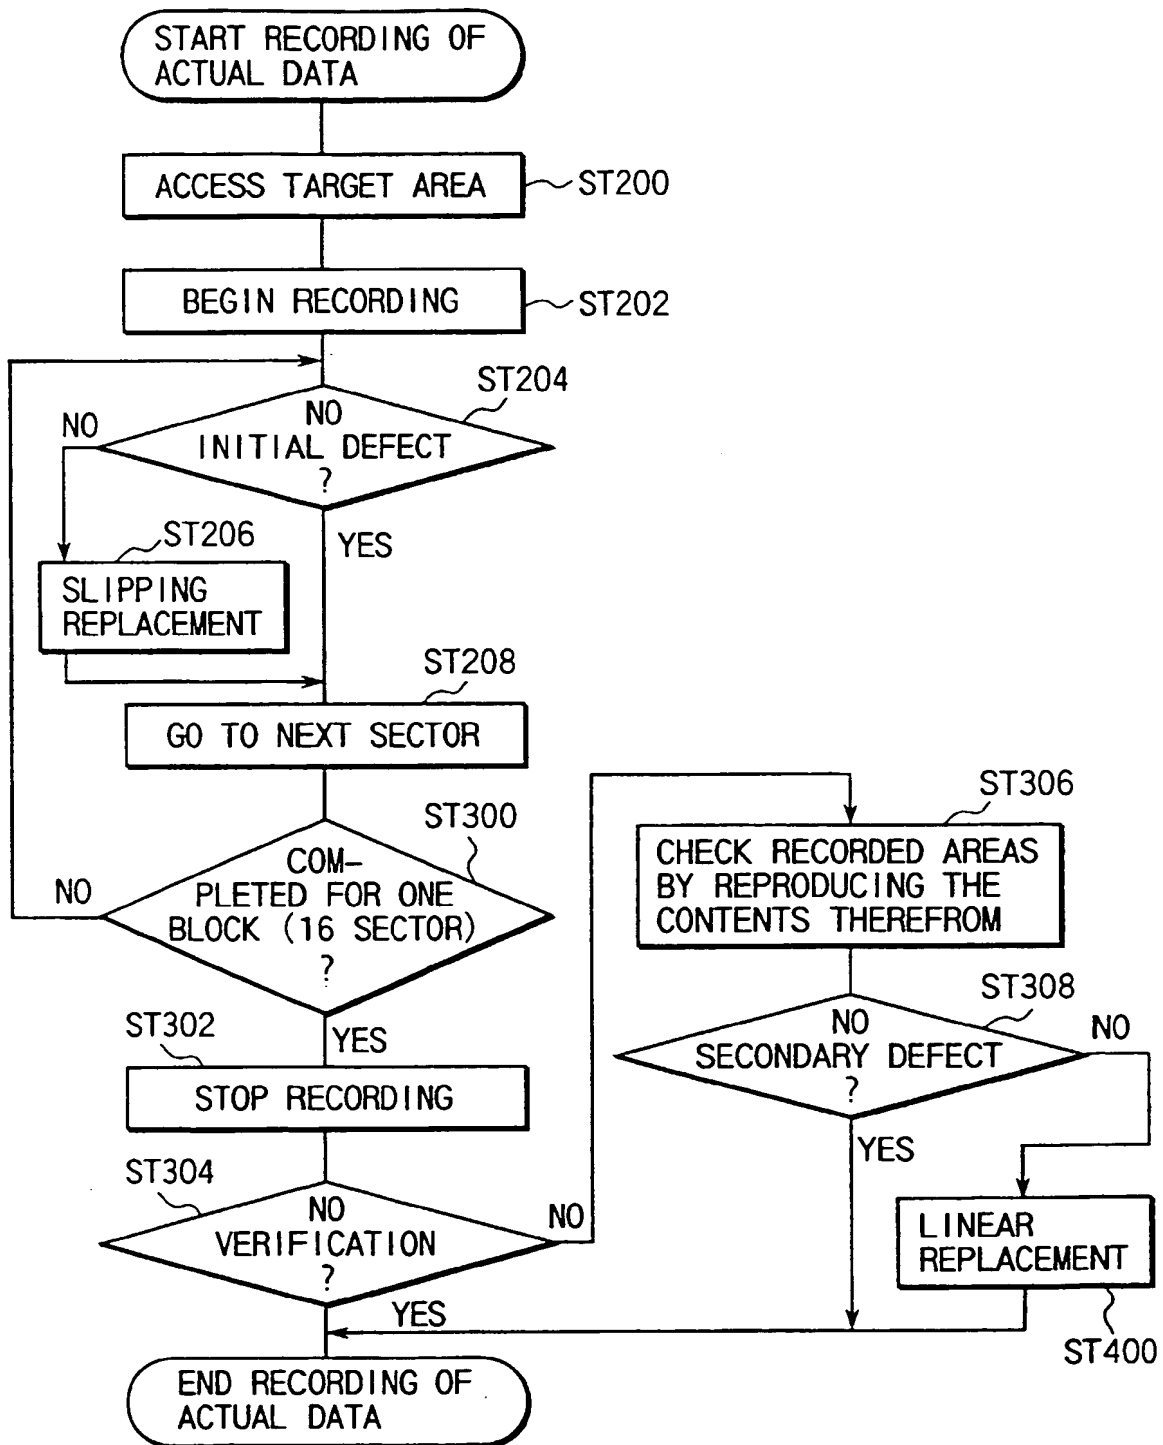 START RECORDING OF
ACTUAL DATA
ACCESS TARGET AREA
ST200
BEGIN RECORDING
ST202
ST204
NO
INITIAL DEFECT
?
NO
YES
ST206
SLIPPING
REPLACEMENT
ST208
GO TO NEXT SECTOR
ST300
COM-
PLETED FOR ONE
BLOCK (16 SECTOR)
?
NO
YES
ST302
STOP RECORDING
ST304
NO
VERIFICATION
?
NO
YES
ST306
CHECK RECORDED AREAS
BY REPRODUCING THE
CONTENTS THEREFROM
ST308
NO
SECONDARY DEFECT
?
NO
YES
LINEAR
REPLACEMENT
ST400
END RECORDING OF
ACTUAL DATA